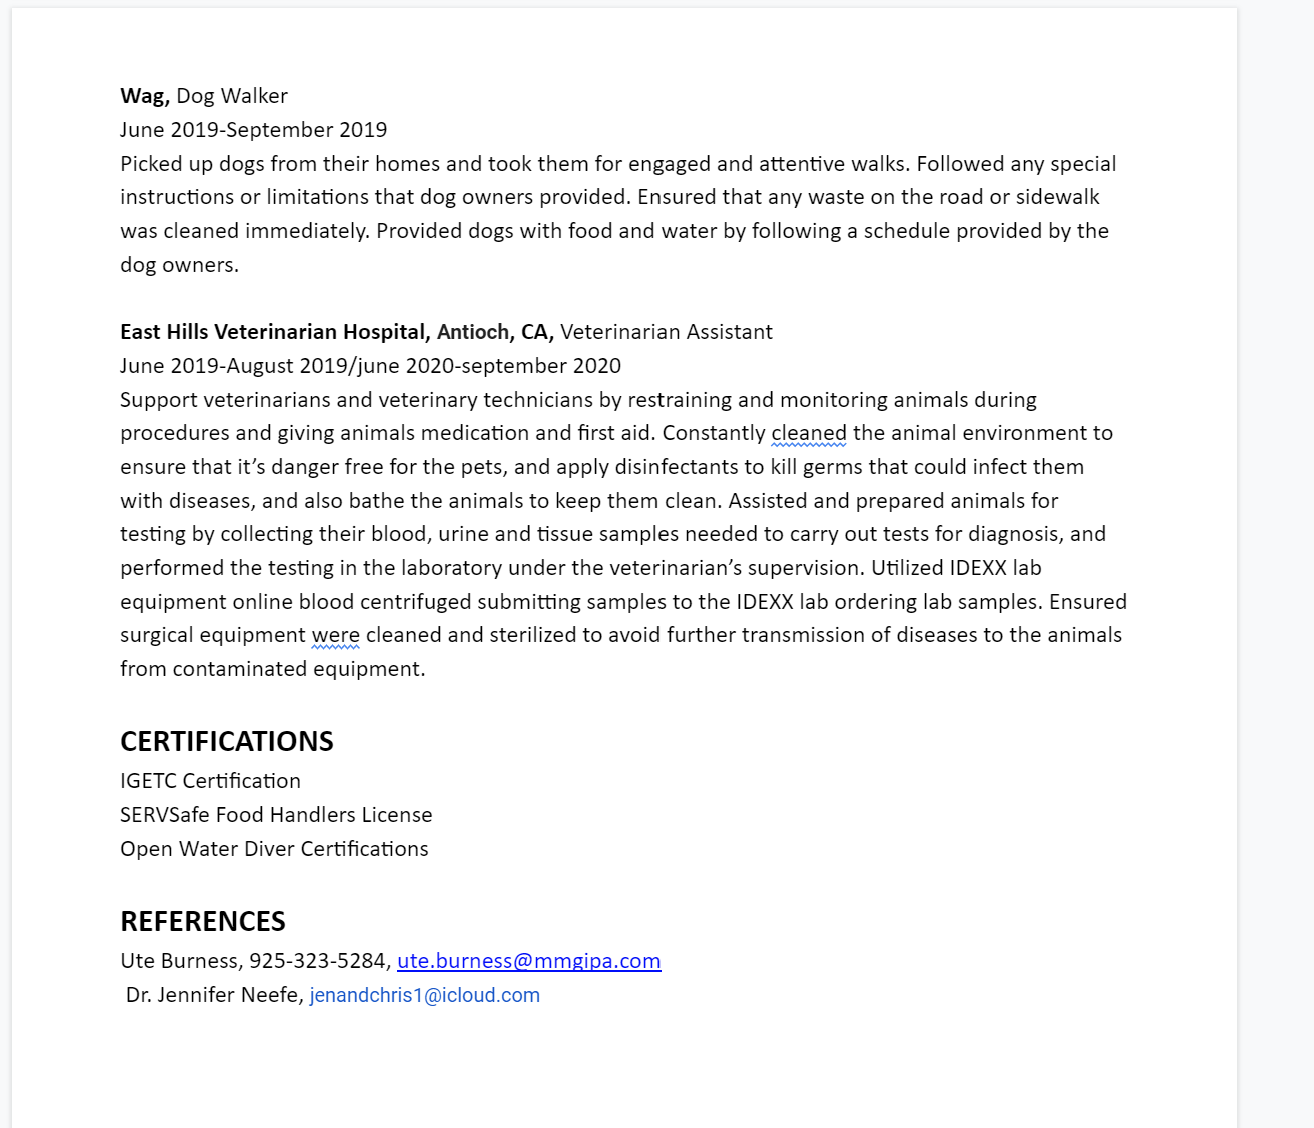 Wag, Dog Walker
June 2019-September 2019
Picked up dogs from their homes and took them for engaged and attentive walks. Followed any special
instructions or limitations that dog owners provided. Ensured that any waste on the road or sidewalk
was cleaned immediately. Provided dogs with food and water by following a schedule provided by the
dog owners.
East Hills Veterinarian Hospital, Antioch, CA, Veterinarian Assistant
June 2019-August 2019/june 2020-september 2020
Support veterinarians and veterinary technicians by restraining and monitoring animals during
procedures and giving animals medication and first aid. Constantly cleaned the animal environment to
ensure that it’s danger free for the pets, and apply disinfectants to kill germs that could infect them
with diseases, and also bathe the animals to keep them clean. Assisted and prepared animals for
testing by collecting their blood, urine and tissue samples needed to carry out tests for diagnosis, and
performed the testing in the laboratory under the veterinarian’s supervision. Utilized IDEXX lab
equipment online blood centrifuged submitting samples to the IDEXX lab ordering lab samples. Ensured
surgical equipment were cleaned and sterilized to avoid further transmission of diseases to the animals
from contaminated equipment.
CERTIFICATIONS
IGETC Certification
SERVSafe Food Handlers License
Open Water Diver Certifications
REFERENCES
Ute Burness, 925-323-5284, ute.burness@mmgipa.com
Dr. Jennifer Neefe, jenandchris1@icloud.com